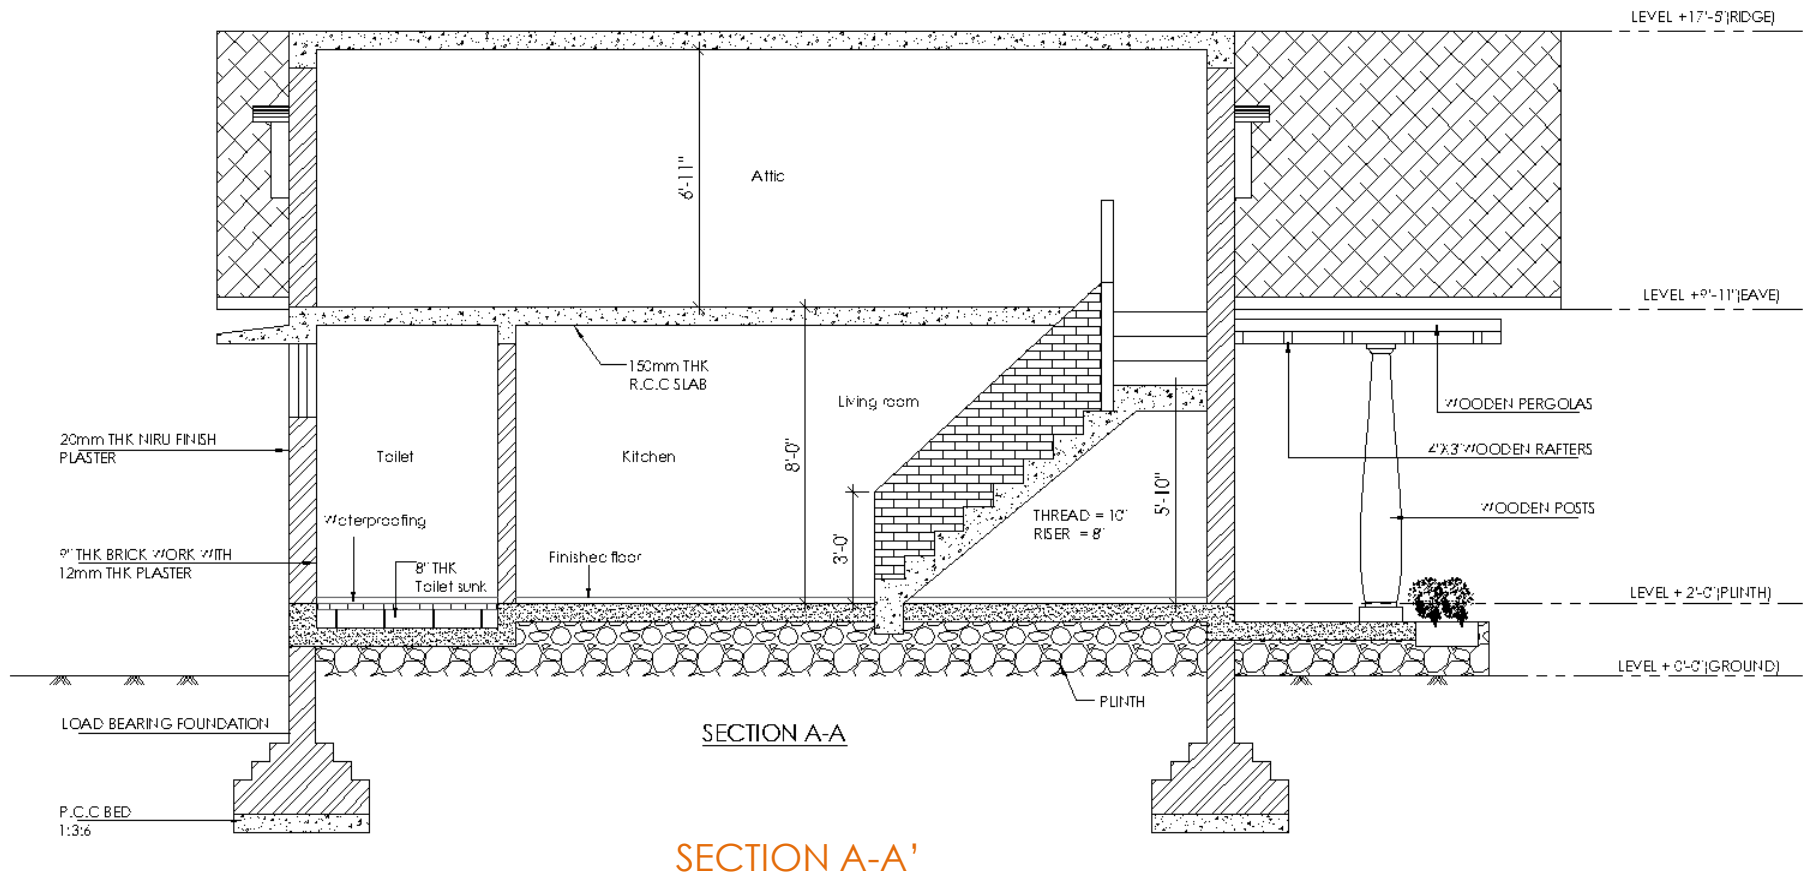 LEVEL +17'-5"(RIDGE)
6'-11"
Attic
LEVEL +9'-11"(EAVE)
150mm THK
R.C.C SLAB
Living room
WOODEN PERGOLAS
20mm THK NIRU FINISH
PLASTER
Toilet
Kitchen
8'-0"
4"X3"WOODEN RAFTERS
5'-10"
WOODEN POSTS
Waterproofing
THREAD = 10"
RISER = 8"
3'-0"
9" THK BRICK WORK WITH
12mm THK PLASTER
8" THK
Toilet sunk
Finished floor
LEVEL + 2'-0"(PLINTH)
LEVEL + 0'-0"(GROUND)
PLINTH
LOAD BEARING FOUNDATION
SECTION A-A
P.C.C BED
1:3:6
SECTION A-A’